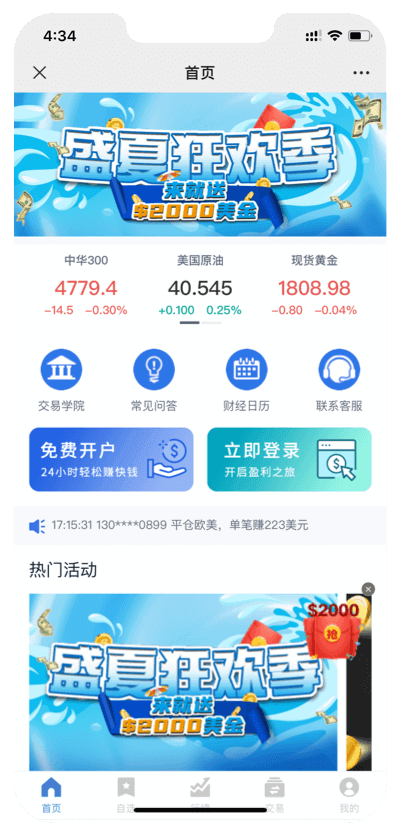 4:34
首页
盛夏狂欢季
来就送
$2000美金
中华300 美国原油 现货黄金
4779.4 40.545 1808.98
-14.5 -0.30% +0.100 0.25% -0.80 -0.04%
交易学院 常见问答 财经日历 联系客服
免费开户 立即登录
24小时轻松赚快钱 开启盈利之旅
17:15:31 130****0899 平仓欧美，单笔赚223美元
热门活动
$2000
抢
盛夏狂欢季
来就送
$2000美金
首页 自选 交易 我的